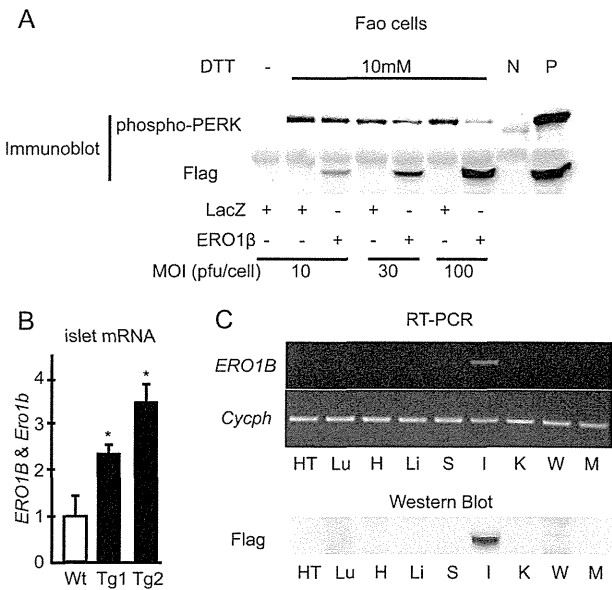 A
Fao cells
DTT - 10mM N P
Immunoblot
phospho-PERK
Flag
LacZ + + - + - + -
ERO1β - - + - + - +
MOI (pfu/cell) 10 30 100
B
islet mRNA
ERO1B & Ero1b
4
3
2
1
0
* *
Wt Tg1 Tg2
C
RT-PCR
ERO1B
Cycph
HT Lu H Li S I K W M
Western Blot
Flag
HT Lu H Li S I K W M